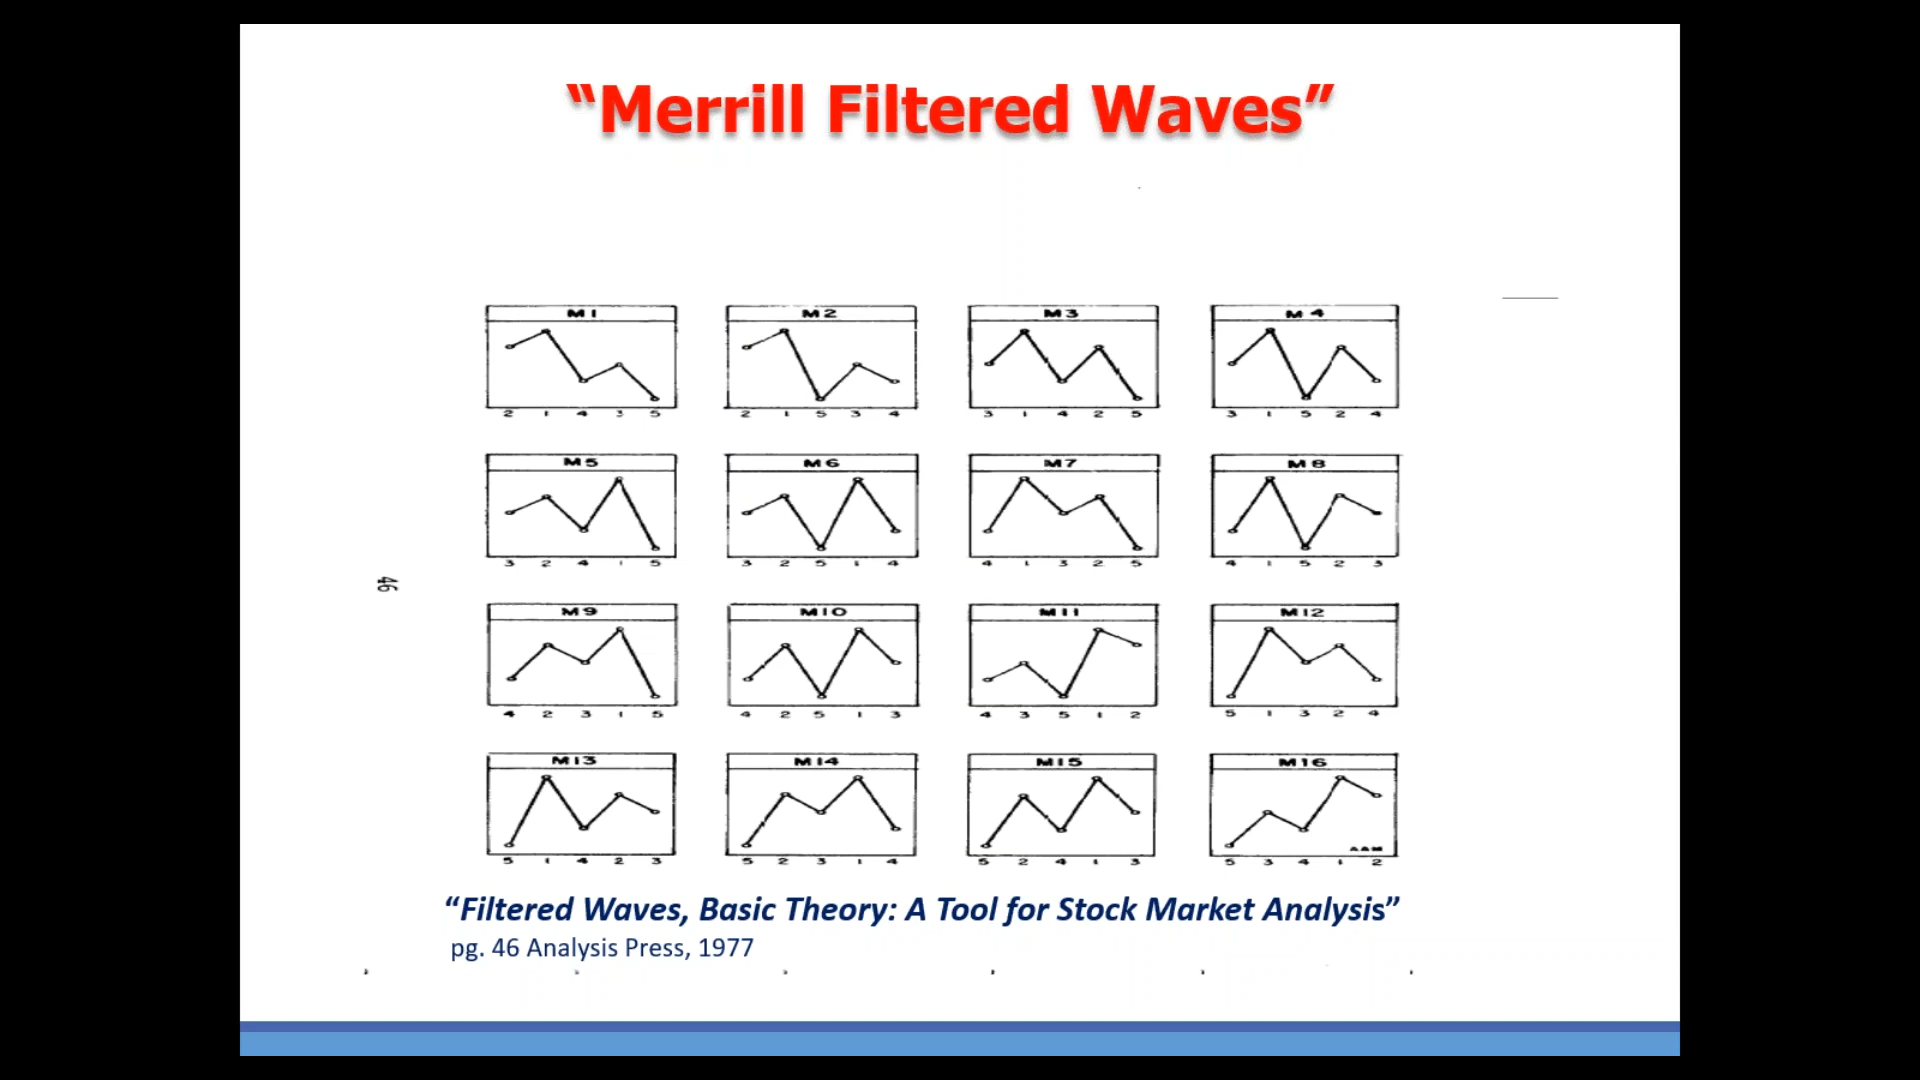 “Merrill Filtered Waves”
M1 M2 M3 M4
2 1 4 3 5 2 1 5 3 4 3 1 4 2 5 3 1 5 2 4
M5 M6 M7 M8
3 2 4 1 5 3 2 5 1 4 4 1 3 2 5 4 1 5 2 3
46
M9 M10 M11 M12
4 2 3 1 5 4 2 5 1 3 4 3 5 1 2 5 1 3 2 4
M13 M14 M15 M16
AAM
5 1 4 2 3 5 2 3 1 4 5 2 4 1 3 5 3 4 1 2
“Filtered Waves, Basic Theory: A Tool for Stock Market Analysis”
pg. 46 Analysis Press, 1977